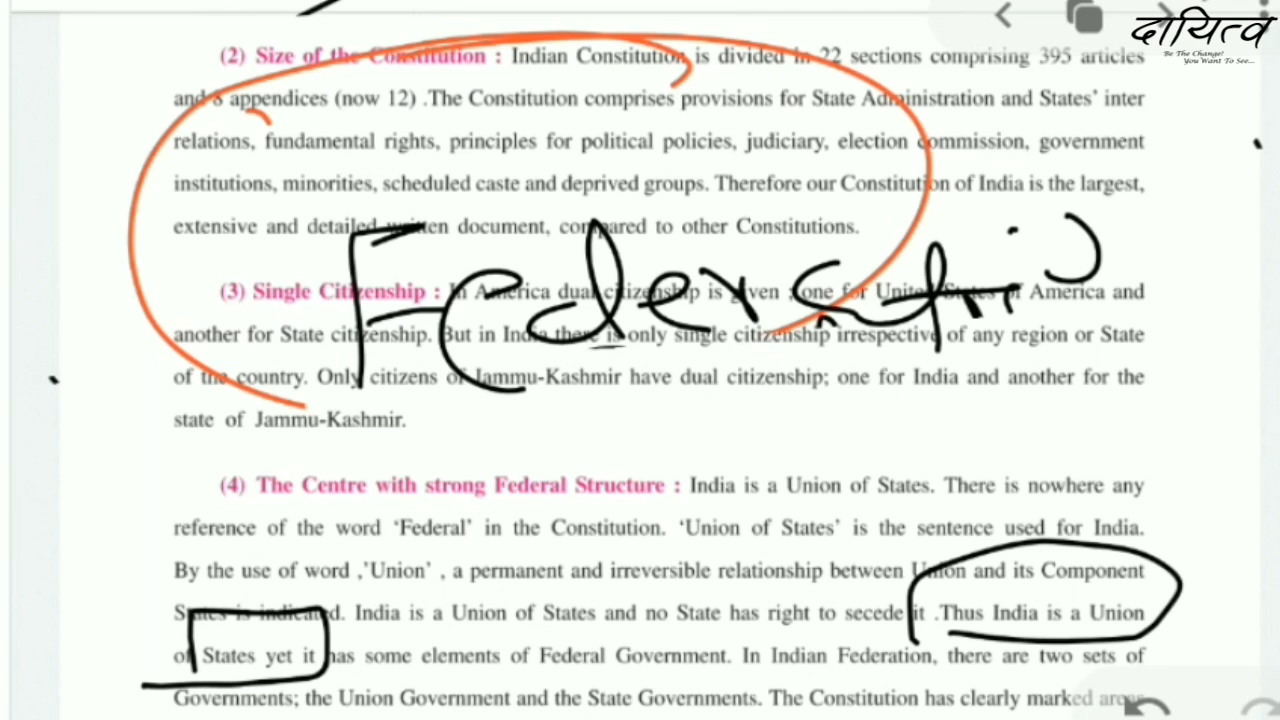 दायित्व
Be The Change!
You Want To See...
(2) Size of the Constitution : Indian Constitution is divided in 22 sections comprising 395 articles
and 8 appendices (now 12) .The Constitution comprises provisions for State Administration and States' inter
relations, fundamental rights, principles for political policies, judiciary, election commission, government
institutions, minorities, scheduled caste and deprived groups. Therefore our Constitution of India is the largest,
extensive and detailed written document, compared to other Constitutions.
(3) Single Citizenship : In America dual citizenship is given ; one for United States of America and
another for State citizenship. But in India there is only single citizenship irrespective of any region or State
of the country. Only citizens of Jammu-Kashmir have dual citizenship; one for India and another for the
state of Jammu-Kashmir.
(4) The Centre with strong Federal Structure : India is a Union of States. There is nowhere any
reference of the word 'Federal' in the Constitution. 'Union of States' is the sentence used for India.
By the use of word ,'Union' , a permanent and irreversible relationship between Union and its Component
States is indicated. India is a Union of States and no State has right to secede it .Thus India is a Union
of States yet it has some elements of Federal Government. In Indian Federation, there are two sets of
Governments; the Union Government and the State Governments. The Constitution has clearly marked areas